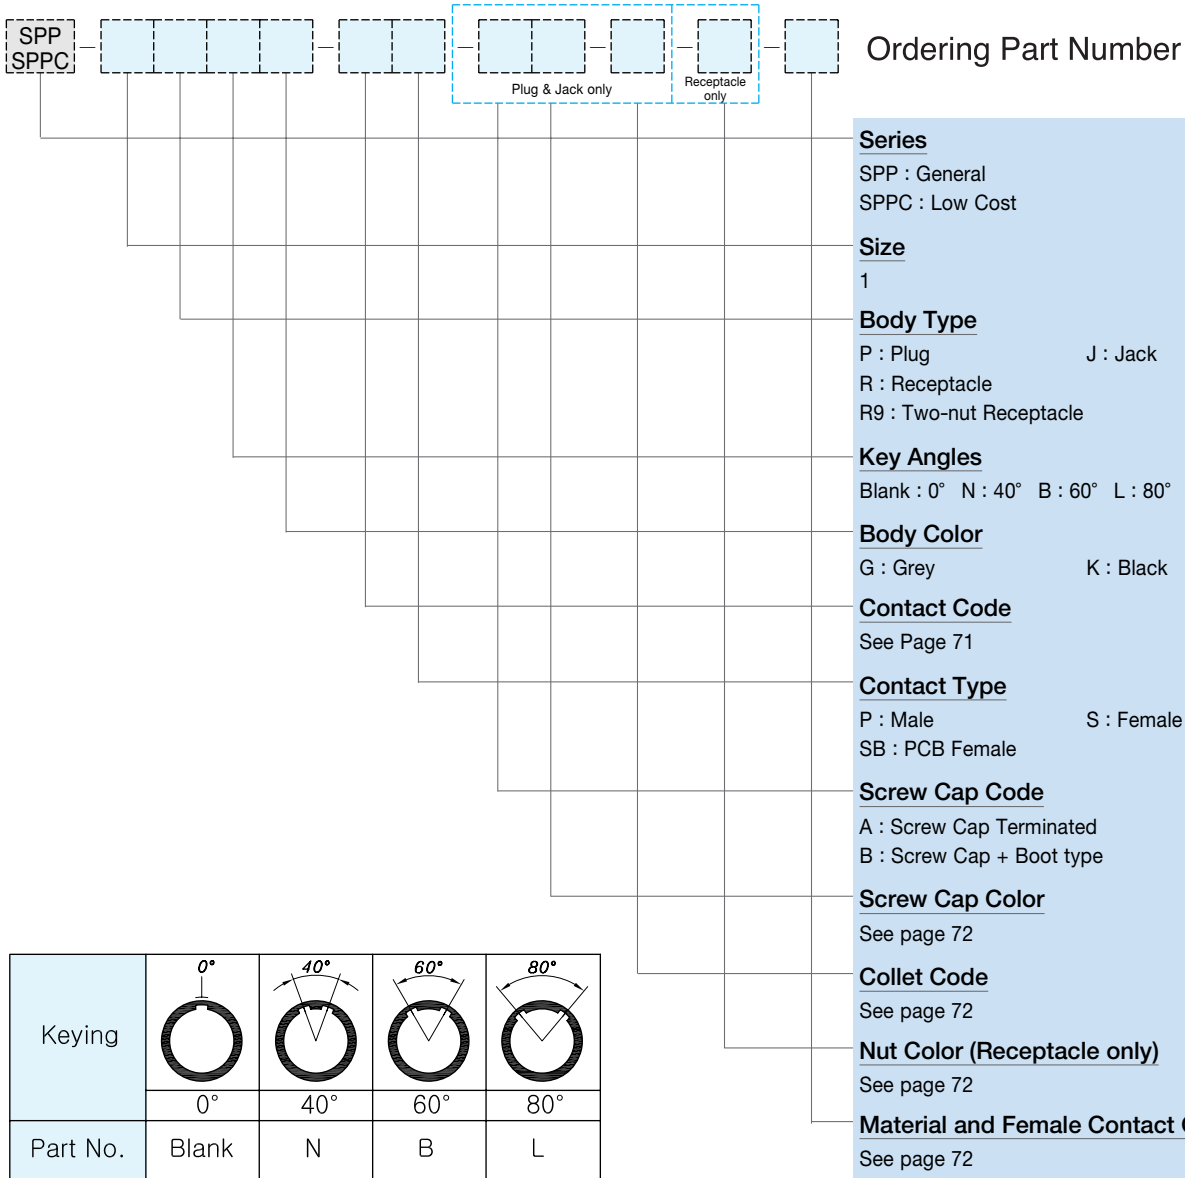 SPP
SPPC
Plug & Jack only
Receptacle
only
Ordering Part Number
Series
SPP : General
SPPC : Low Cost
Size
1
Body Type
P : Plug J : Jack
R : Receptacle
R9 : Two-nut Receptacle
Key Angles
Blank : 0° N : 40° B : 60° L : 80°
Body Color
G : Grey K : Black
Contact Code
See Page 71
Contact Type
P : Male S : Female
SB : PCB Female
Screw Cap Code
A : Screw Cap Terminated
B : Screw Cap + Boot type
Screw Cap Color
See page 72
Collet Code
See page 72
Nut Color (Receptacle only)
See page 72
Material and Female Contact
See page 72
0° 40° 60° 80°
Keying
0° 40° 60° 80°
Part No. Blank N B L